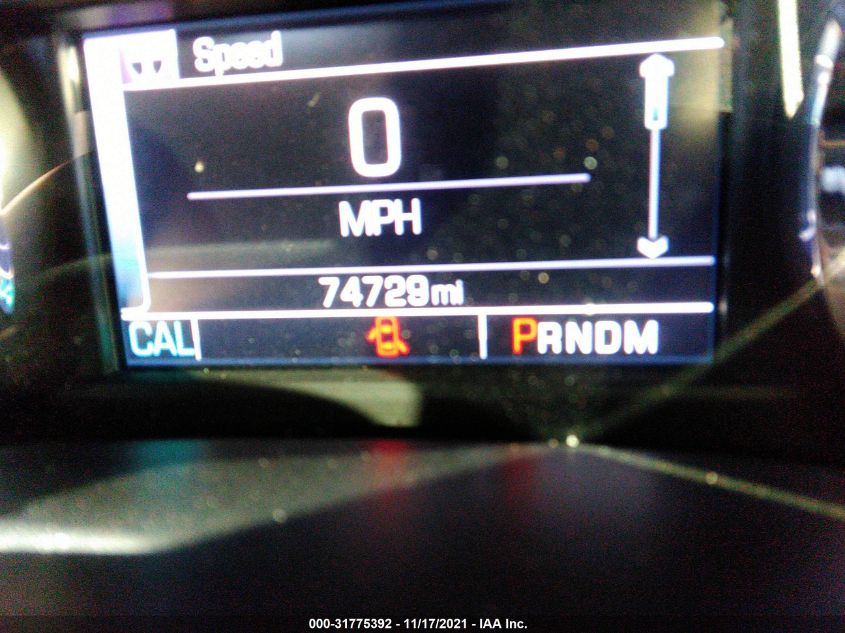 Speed
0
MPH
74729mi
CAL PRNDM
000-31775392 - 11/17/2021 - IAA Inc.